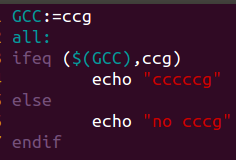 GCC:=ccg
all:
ifeq ($(GCC),ccg)
        echo "cccccg"
else
        echo "no cccg"
endif